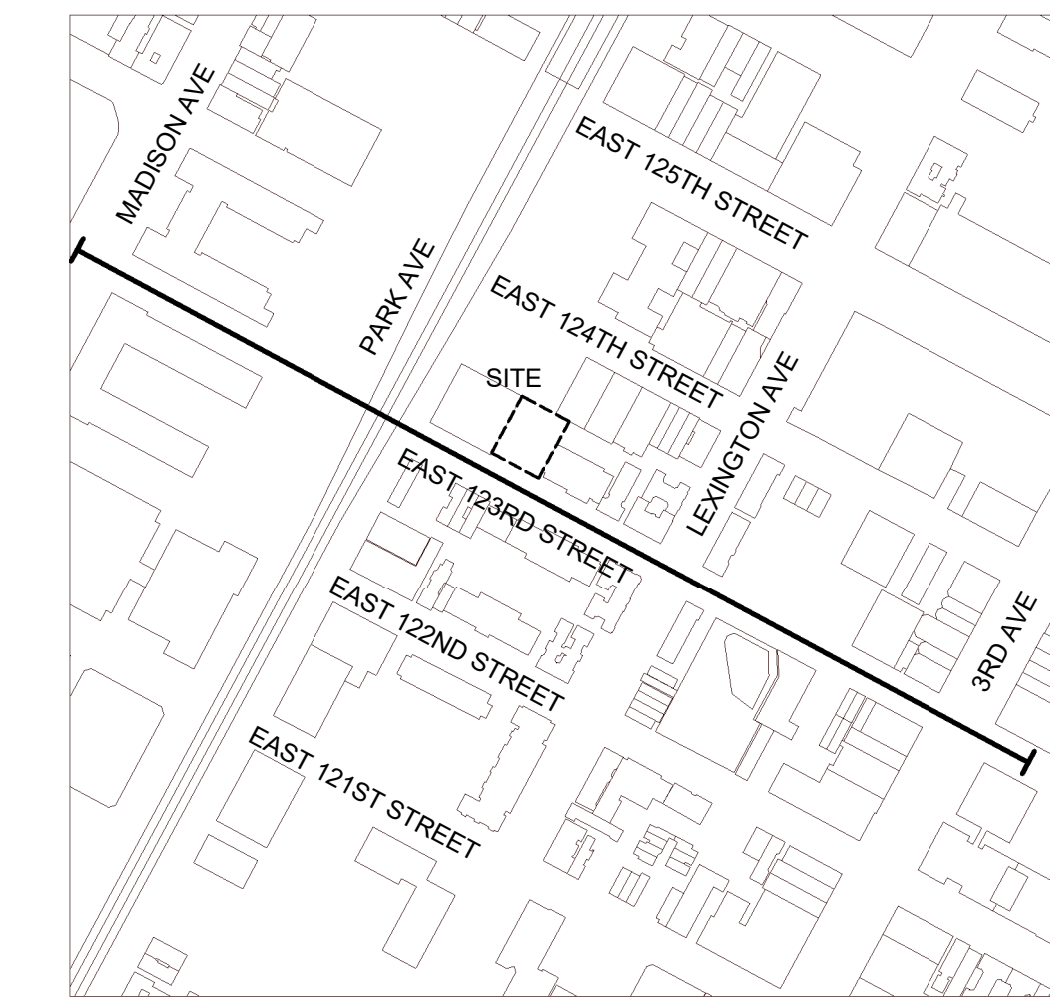 MADISON AVE
EAST 125TH STREET
PARK AVE
EAST 124TH STREET
SITE
LEXINGTON AVE
EAST 123RD STREET
EAST 122ND STREET
3RD AVE
EAST 121ST STREET